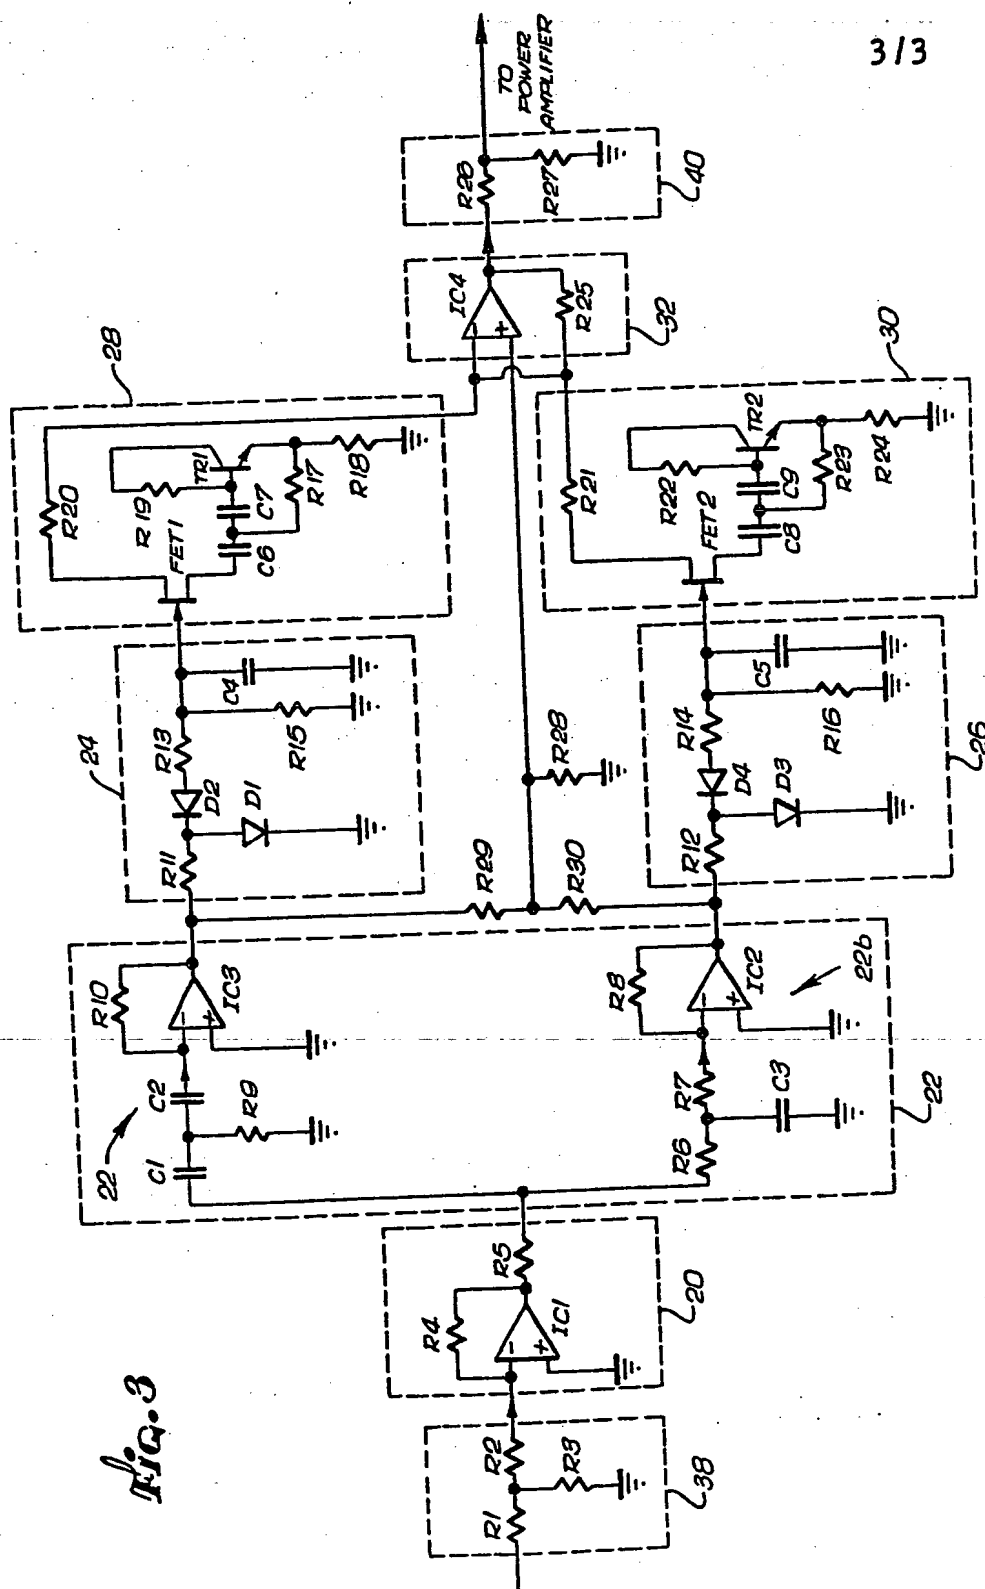 3/3
Fig. 3
TO
POWER
AMPLIFIER
R26
R27
40
IC4
-
+
R25
32
28
R20
R19
TR1
FET1
C7
C6
R17
R18
30
R21
R22
TR2
FET2
C9
C8
R23
R24
24
R13
C4
R15
D2
D1
R11
R28
R29
R30
R14
C5
R16
D4
D3
R12
26
R10
IC3
-
+
C2
R9
C1
22
R8
IC2
-
+
22b
R7
C3
R6
22
R5
R4
IC1
-
+
20
R2
R3
R1
38